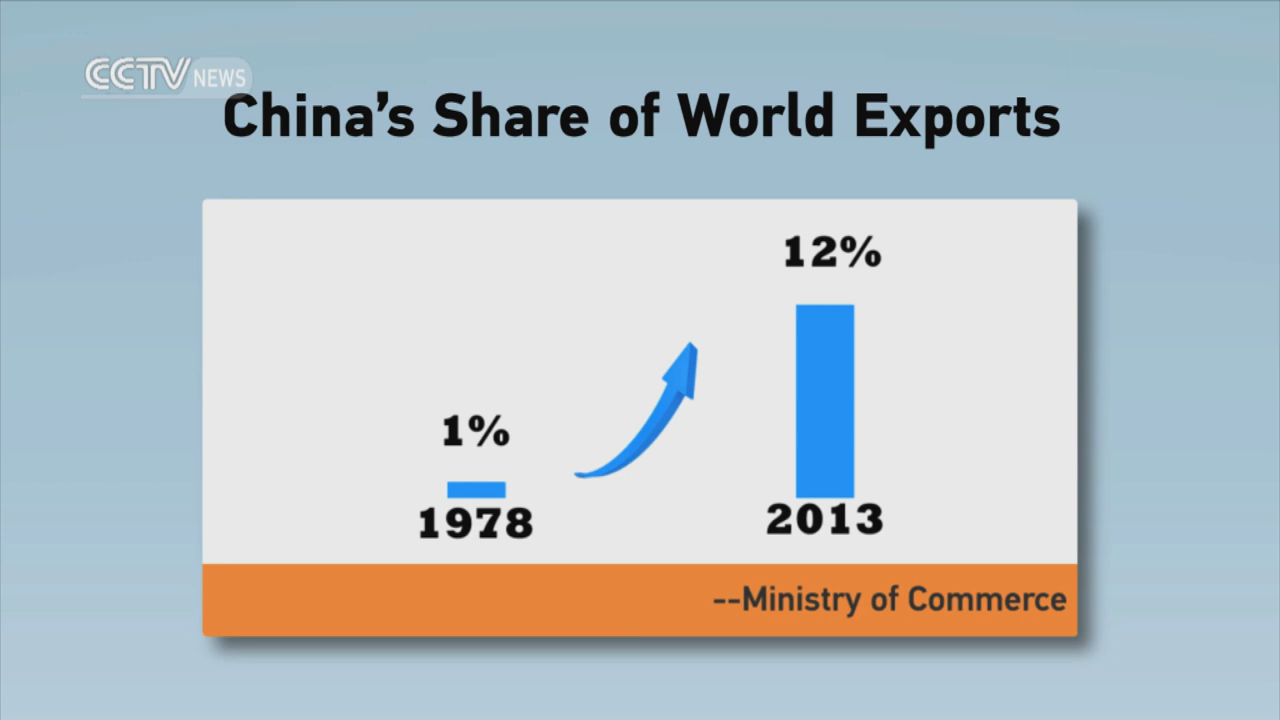 CCTV NEWS
China’s Share of World Exports
12%
1%
1978
2013
--Ministry of Commerce